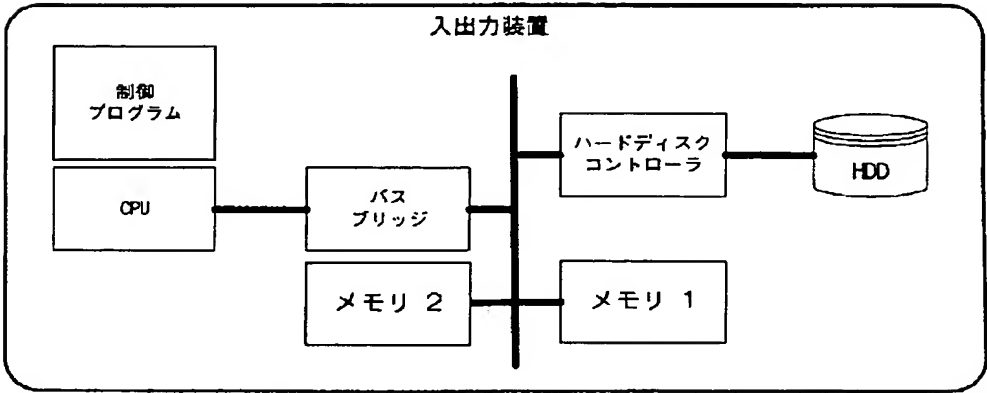 入出力装置
制御
プログラム
CPU
バス
ブリッジ
メモリ 2
ハードディスク
コントローラ
HDD
メモリ 1